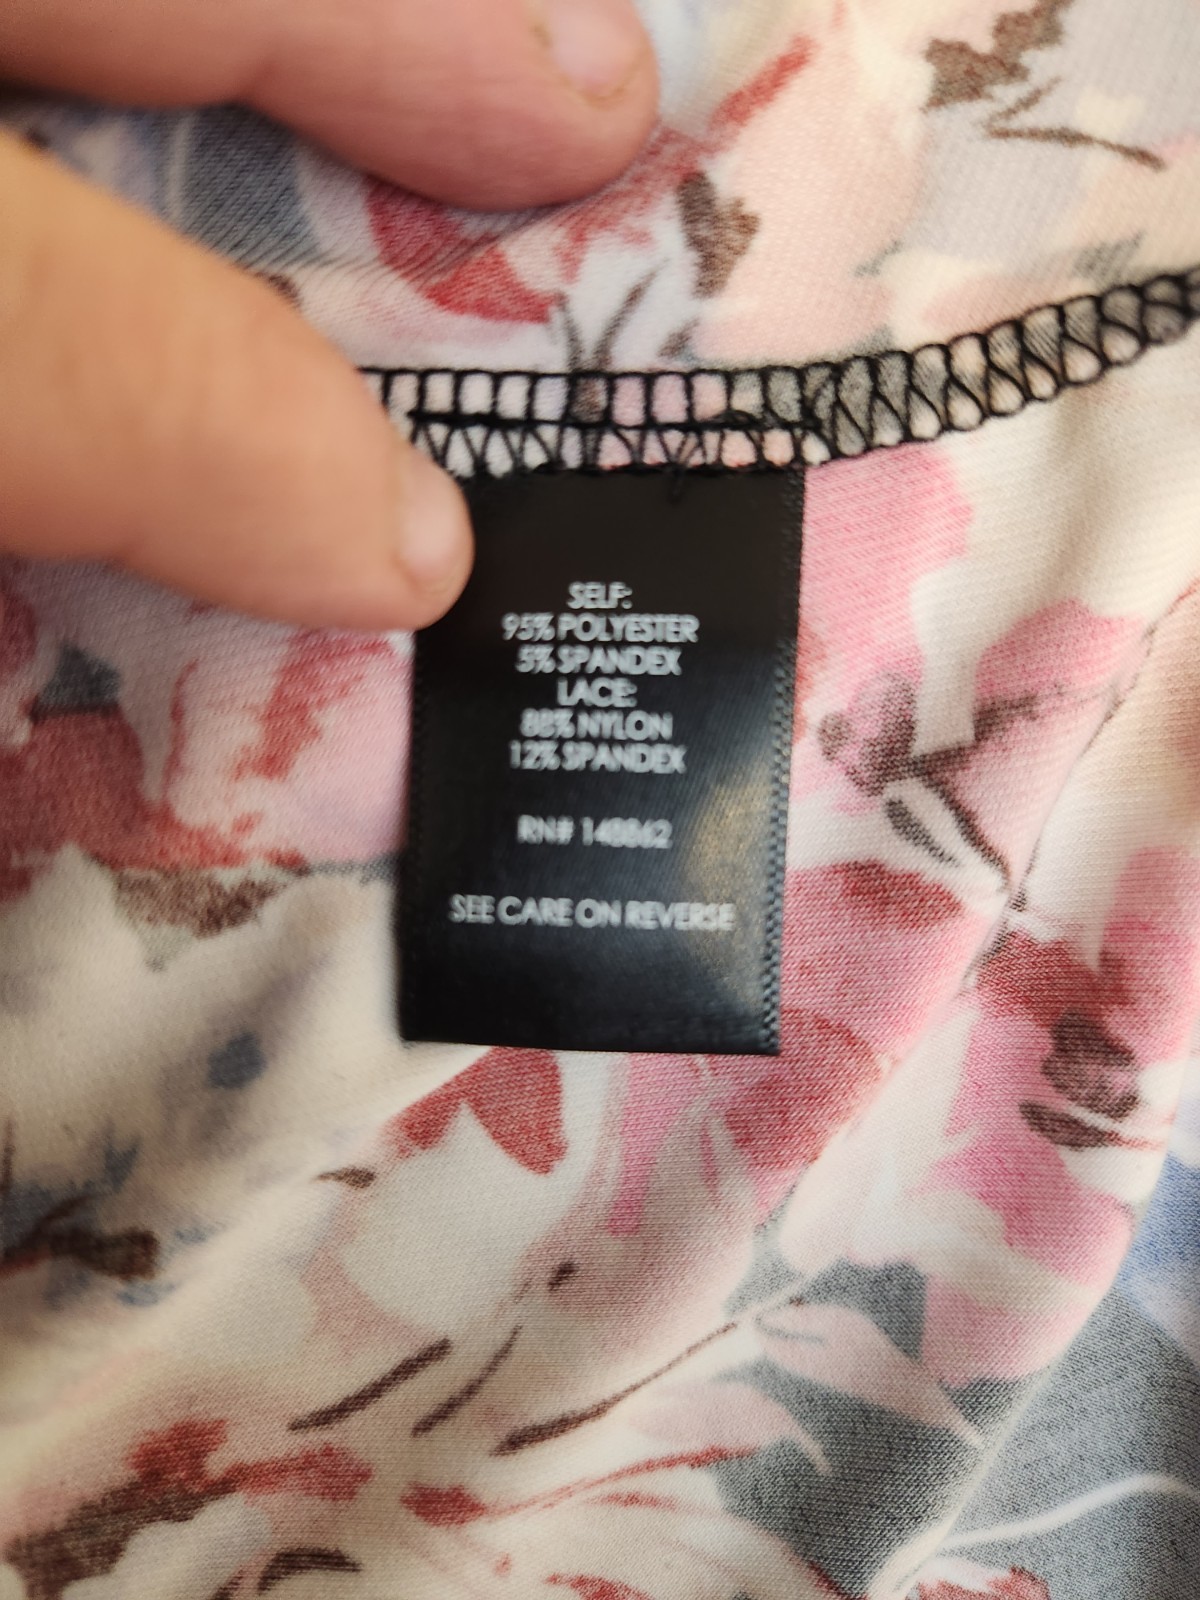 SELF:
95% POLYESTER
5% SPANDEX
LACE:
88% NYLON
12% SPANDEX
RN# 148862
SEE CARE ON REVERSE